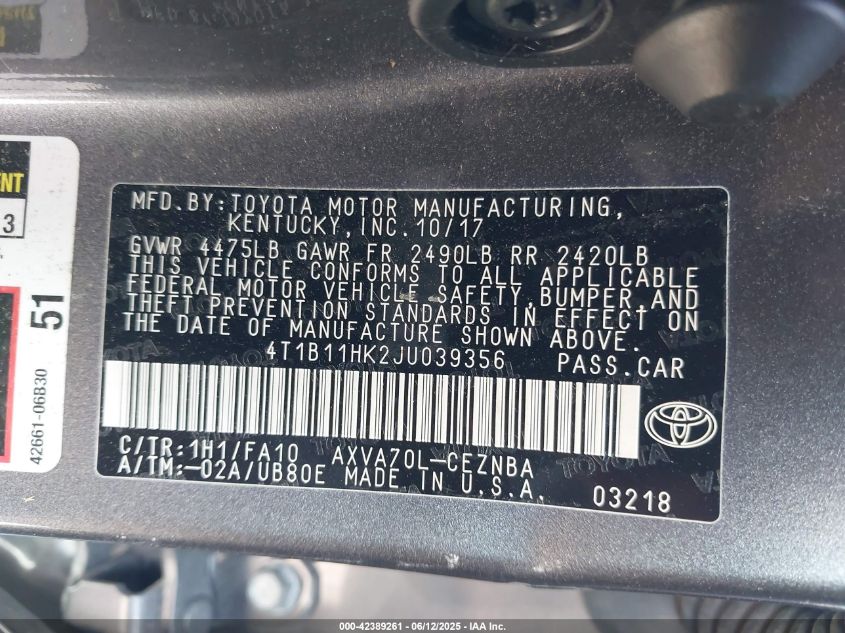 ENT
3
51
42661-06B30
MFD.BY:TOYOTA MOTOR MANUFACTURING,
KENTUCKY,INC.10/17
GVWR 4475LB GAWR FR 2490LB RR 2420LB
THIS VEHICLE CONFORMS TO ALL APPLICABLE
FEDERAL MOTOR VEHICLE SAFETY,BUMPER,AND
THEFT PREVENTION STANDARDS IN EFFECT ON
THE DATE OF MANUFACTURE SHOWN ABOVE.
4T1B11HK2JU039356 PASS.CAR
C/TR:1H1/FA10 AXVA70L-CEZNBA
A/TM:-02A/UB80E MADE IN U.S.A.
03218
000-42389261 - 06/12/2025 - IAA Inc.